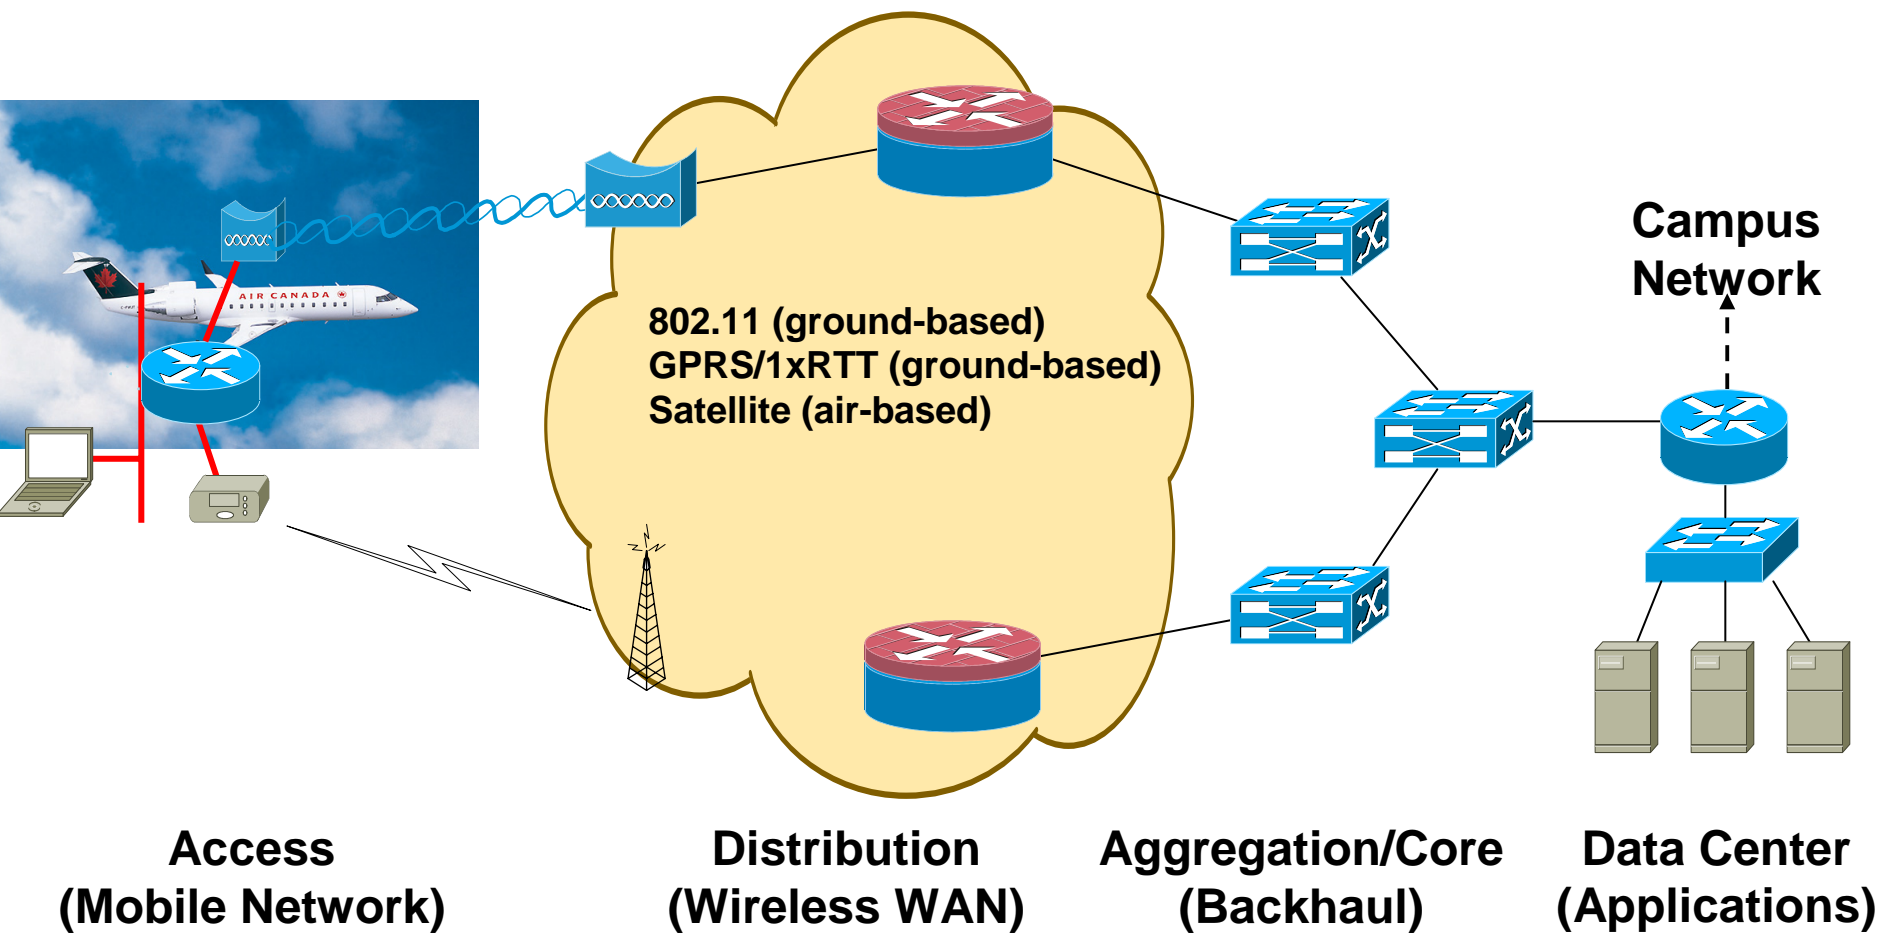 Campus
Network
AIR CANADA
802.11 (ground-based)
GPRS/1xRTT (ground-based)
Satellite (air-based)
Access
(Mobile Network)
Distribution
(Wireless WAN)
Aggregation/Core
(Backhaul)
Data Center
(Applications)